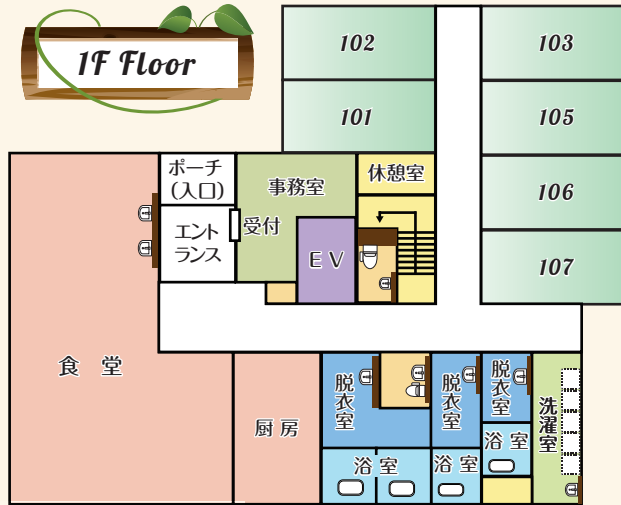 1F Floor
102
103
101
105
ポーチ
(入口)
事務室
休憩室
106
エント
ランス
受付
EV
107
食 堂
厨房
脱衣室
脱衣室
脱衣室
洗濯室
浴 室
浴 室
浴 室